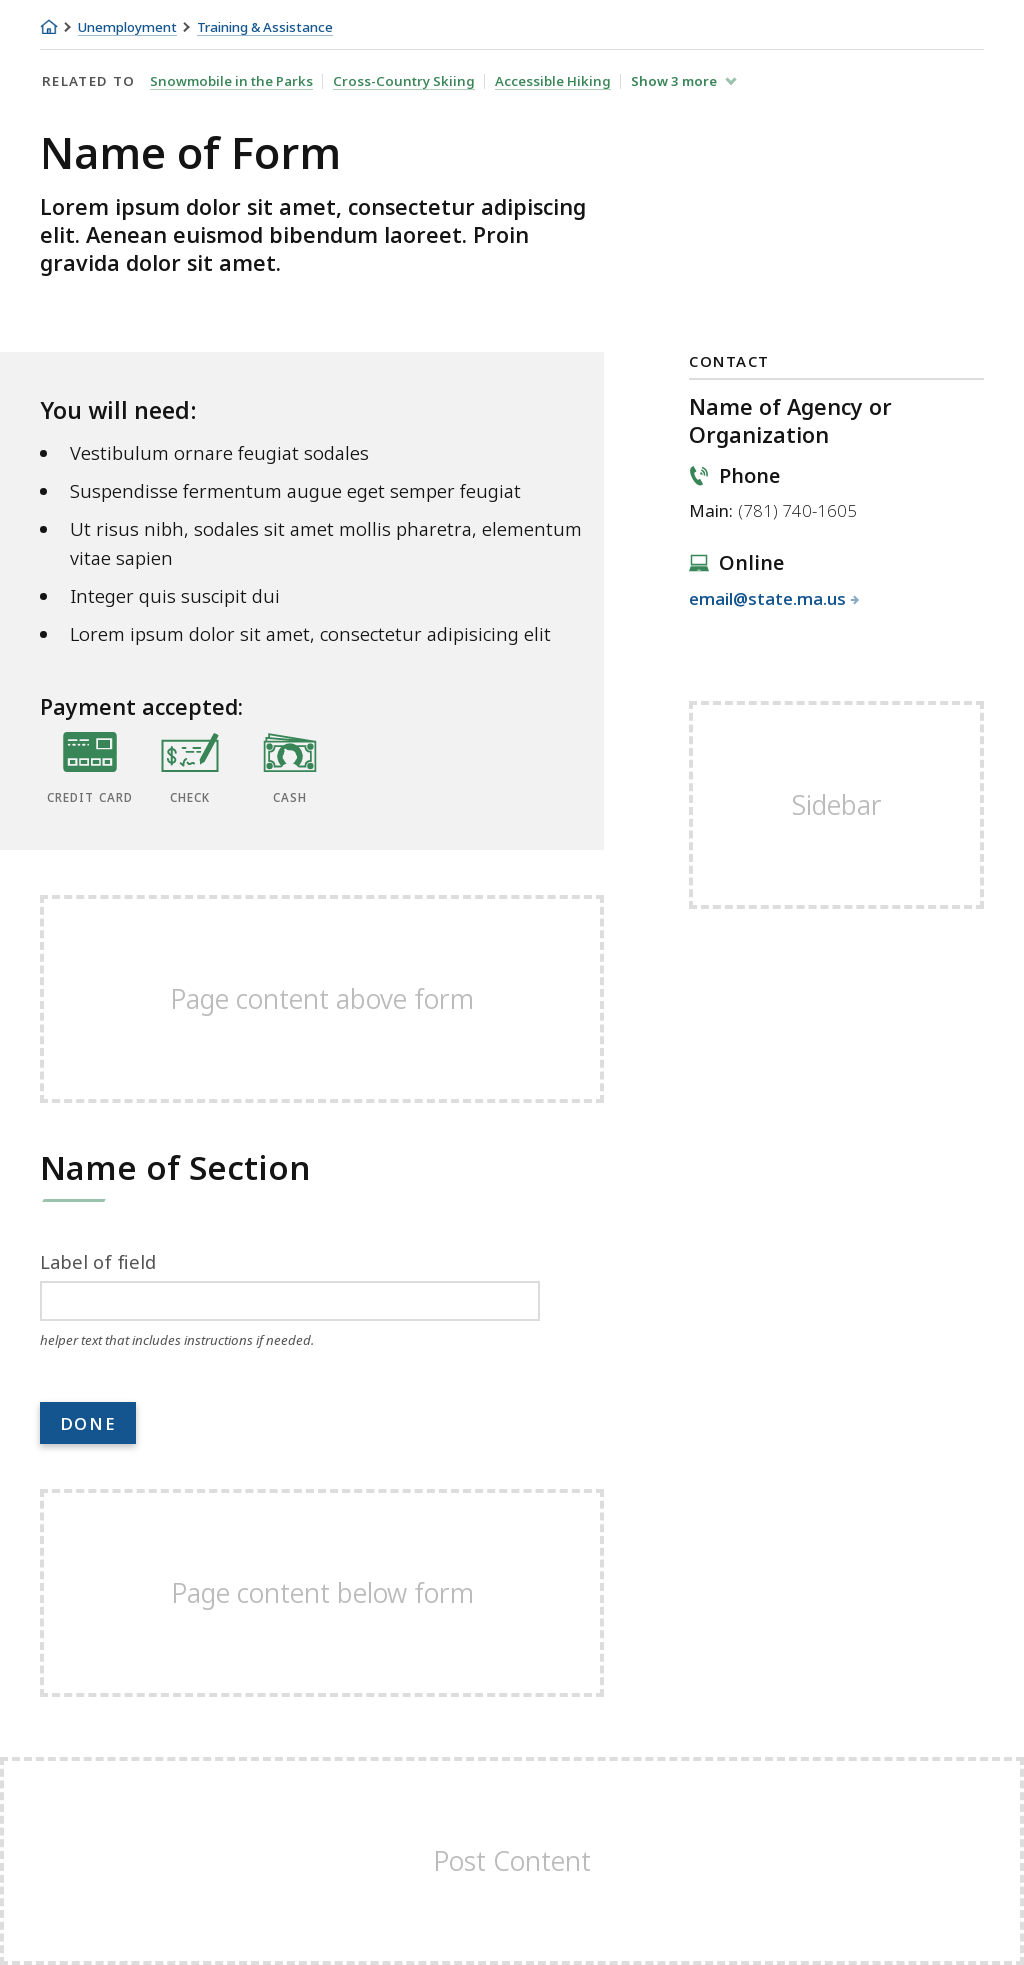 Unemployment Training & Assistance
RELATED TO Snowmobile in the Parks Cross-Country Skiing Accessible Hiking Show 3 more
Name of Form
Lorem ipsum dolor sit amet, consectetur adipiscing
elit. Aenean euismod bibendum laoreet. Proin
gravida dolor sit amet.
You will need:
Vestibulum ornare feugiat sodales
Suspendisse fermentum augue eget semper feugiat
Ut risus nibh, sodales sit amet mollis pharetra, elementum
vitae sapien
Integer quis suscipit dui
Lorem ipsum dolor sit amet, consectetur adipisicing elit
Payment accepted:
CREDIT CARD CHECK CASH
CONTACT
Name of Agency or
Organization
Phone
Main: (781) 740-1605
Online
email@state.ma.us
Sidebar
Page content above form
Name of Section
Label of field
helper text that includes instructions if needed.
DONE
Page content below form
Post Content